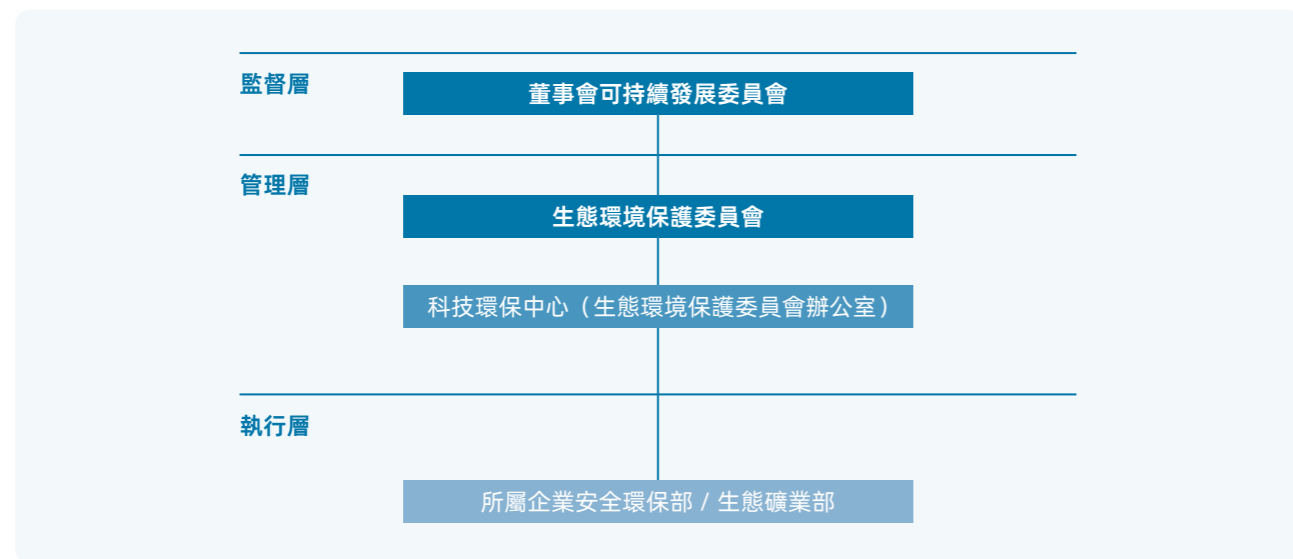 監督層
董事會可持續發展委員會
管理層
生態環境保護委員會
科技環保中心（生態環境保護委員會辦公室）
執行層
所屬企業安全環保部 / 生態礦業部